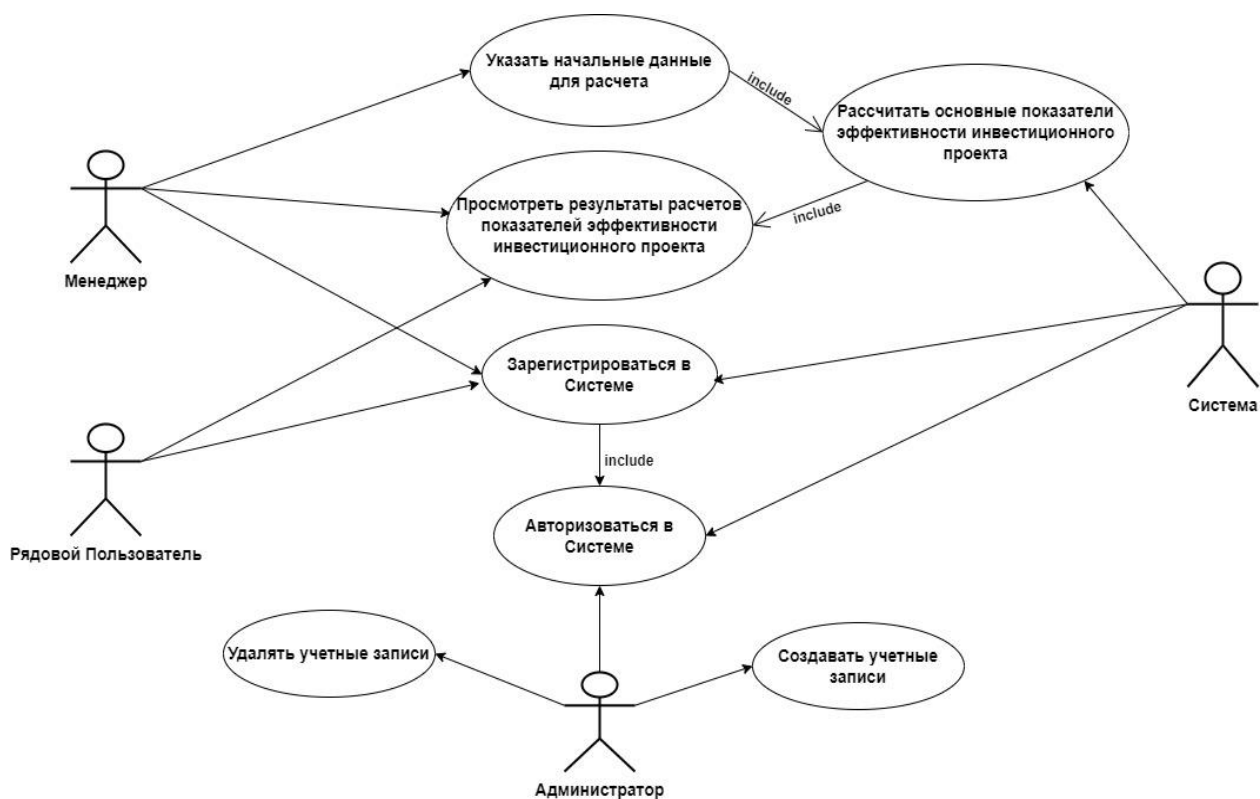 Указать начальные данные
для расчета
include
Рассчитать основные показатели
эффективности инвестиционного
проекта
Просмотреть результаты расчетов
показателей эффективности
инвестиционного проекта
include
Менеджер
Зарегистрироваться в
Системе
Система
include
Авторизоваться в
Системе
Рядовой Пользователь
Удалять учетные записи
Создавать учетные
записи
Администратор